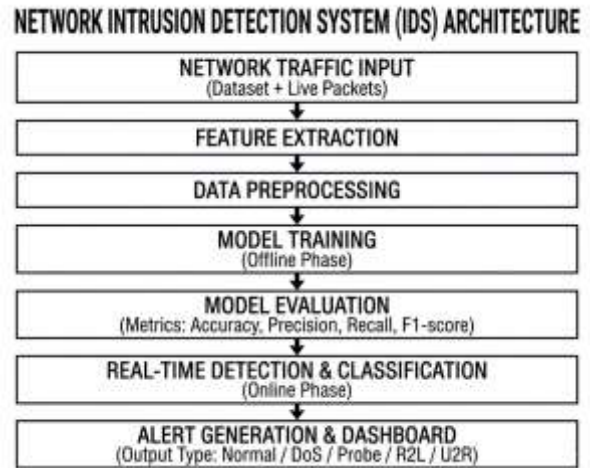 NETWORK INTRUSION DETECTION SYSTEM (IDS) ARCHITECTURE
NETWORK TRAFFIC INPUT
(Dataset + Live Packets)
FEATURE EXTRACTION
DATA PREPROCESSING
MODEL TRAINING
(Offline Phase)
MODEL EVALUATION
(Metrics: Accuracy, Precision, Recall, F1-score)
REAL-TIME DETECTION & CLASSIFICATION
(Online Phase)
ALERT GENERATION & DASHBOARD
(Output Type: Normal / DoS / Probe / R2L / U2R)